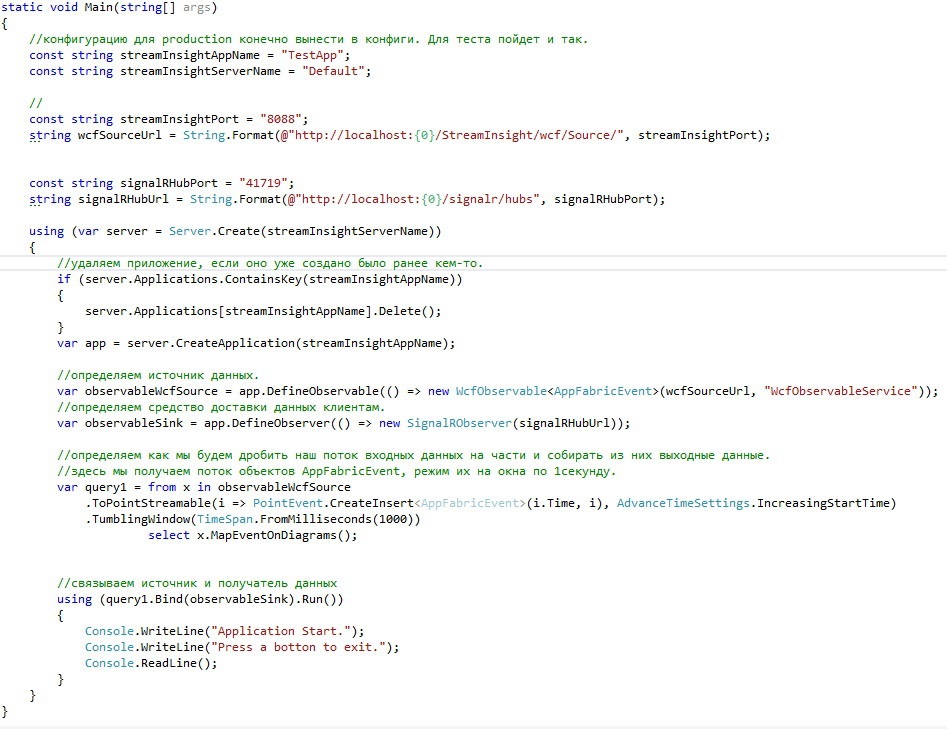 static void Main(string[] args)
{
//конфигурацию для production конечно вынести в конфиги. Для теста пойдет и так.
const string streamInsightAppName = "TestApp";
const string streamInsightServerName = "Default";
//
const string streamInsightPort = "8088";
string wcfSourceUrl = String.Format(@"http://localhost:{0}/StreamInsight/wcf/Source/", streamInsightPort);
const string signalRHubPort = "41719";
string signalRHubUrl = String.Format(@"http://localhost:{0}/signalr/hubs", signalRHubPort);
using (var server = Server.Create(streamInsightServerName))
{
//удаляем приложение, если оно уже создано было ранее кем-то.
if (server.Applications.ContainsKey(streamInsightAppName))
{
server.Applications[streamInsightAppName].Delete();
}
var app = server.CreateApplication(streamInsightAppName);
//определяем источник данных.
var observableWcfSource = app.DefineObservable(() => new WcfObservable<AppFabricEvent>(wcfSourceUrl, "WcfObservableService"));
//определяем средство доставки данных клиентам.
var observableSink = app.DefineObserver(() => new SignalRObserver(signalRHubUrl));
//определяем как мы будем дробить наш поток входных данных на части и собирать из них выходные данные.
//здесь мы получаем поток объектов AppFabricEvent, режим их на окна по 1секунду.
var query1 = from x in observableWcfSource
.ToPointStreamable(i => PointEvent.CreateInsert<AppFabricEvent>(i.Time, i), AdvanceTimeSettings.IncreasingStartTime)
.TumblingWindow(TimeSpan.FromMilliseconds(1000))
select x.MapEventOnDiagrams();
//связываем источник и получатель данных
using (query1.Bind(observableSink).Run())
{
Console.WriteLine("Application Start.");
Console.WriteLine("Press a botton to exit.");
Console.ReadLine();
}
}
}